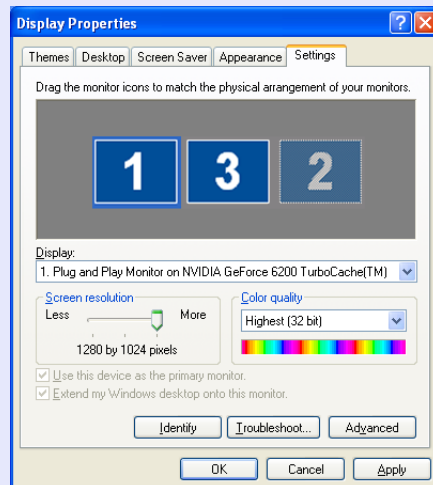 Display Properties
Themes Desktop Screen Saver Appearance Settings
Drag the monitor icons to match the physical arrangement of your monitors.
1 3 2
Display:
1. Plug and Play Monitor on NVIDIA GeForce 6200 TurboCache(TM)
Screen resolution Color quality
Less More Highest (32 bit)
1280 by 1024 pixels
Use this device as the primary monitor.
Extend my Windows desktop onto this monitor.
Identify Troubleshoot... Advanced
OK Cancel Apply